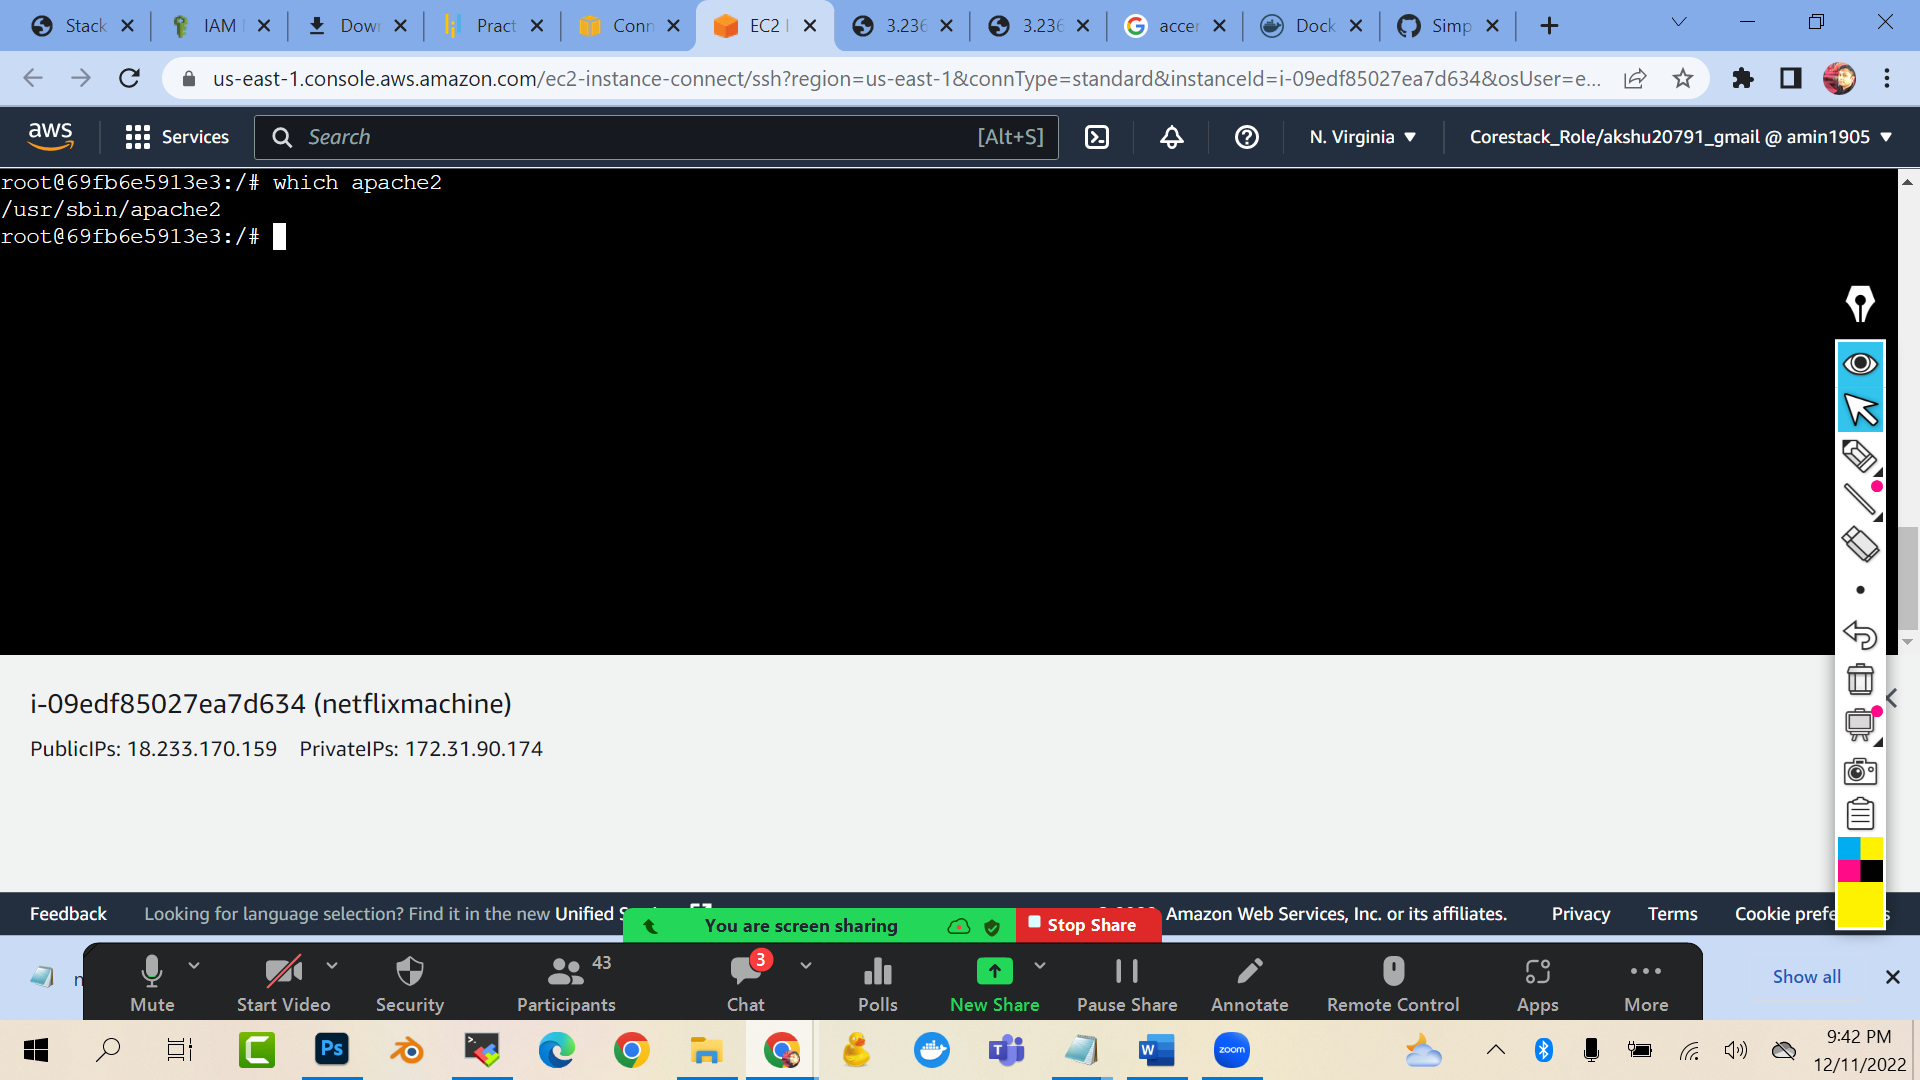 Stack
IAM
Down
Pract
Conn
EC2 I
3.236
3.236
accen
Dock
Simp
us-east-1.console.aws.amazon.com/ec2-instance-connect/ssh?region=us-east-1&connType=standard&instanceId=i-09edf85027ea7d634&osUser=e...
aws
Services
Search
[Alt+S]
N. Virginia
Corestack_Role/akshu20791_gmail @ amin1905
root@69fb6e5913e3:/# which apache2
/usr/sbin/apache2
root@69fb6e5913e3:/#
i-09edf85027ea7d634 (netflixmachine)
PublicIPs: 18.233.170.159 PrivateIPs: 172.31.90.174
Feedback
Looking for language selection? Find it in the new Unified
Amazon Web Services, Inc. or its affiliates.
Privacy
Terms
Cookie prefe
You are screen sharing
Stop Share
Mute
Start Video
Security
43
Participants
3
Chat
Polls
New Share
Pause Share
Annotate
Remote Control
Apps
More
Show all
Ps
W
zoom
9:42 PM
12/11/2022